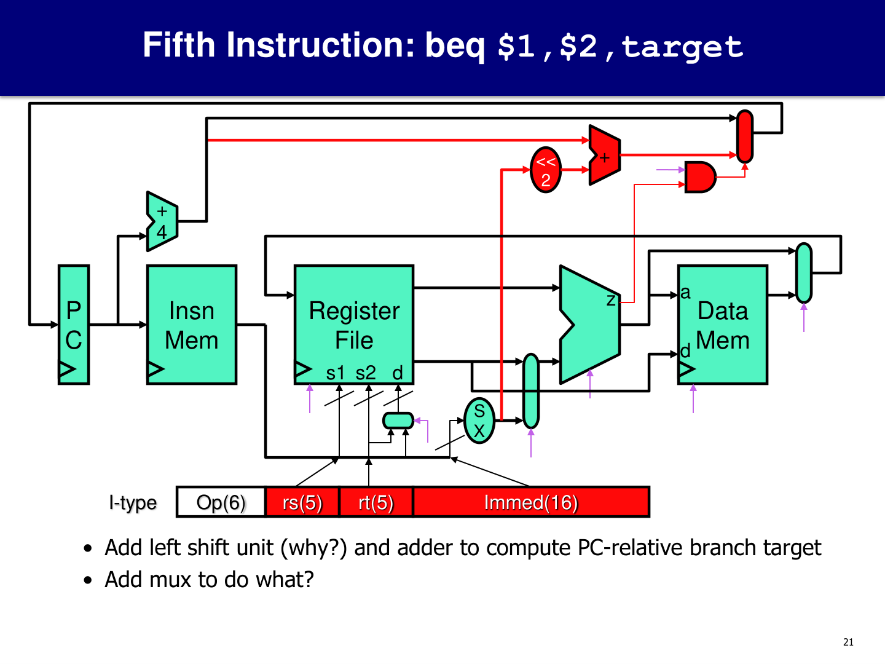 Fifth Instruction: beq $1,$2,target
<<
2
+
+
4
P
C
Insn
Mem
Register
File
s1 s2 d
z
a
d
Data
Mem
S
X
I-type Op(6) rs(5) rt(5) Immed(16)
• Add left shift unit (why?) and adder to compute PC-relative branch target
• Add mux to do what?
21